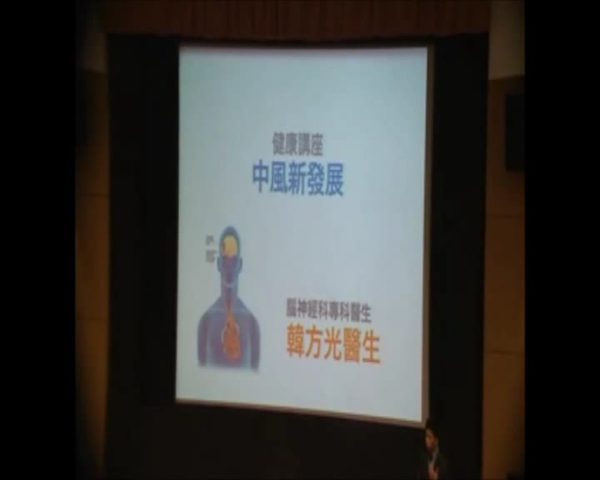 健康講座
中風新發展
腦神經科專科醫生
韓方光醫生